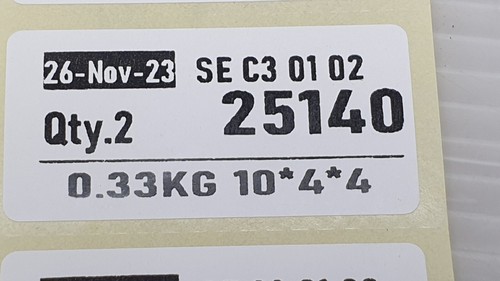 26-Nov-23 SE C3 01 02
Qty.2 25140
0.33KG 10*4*4